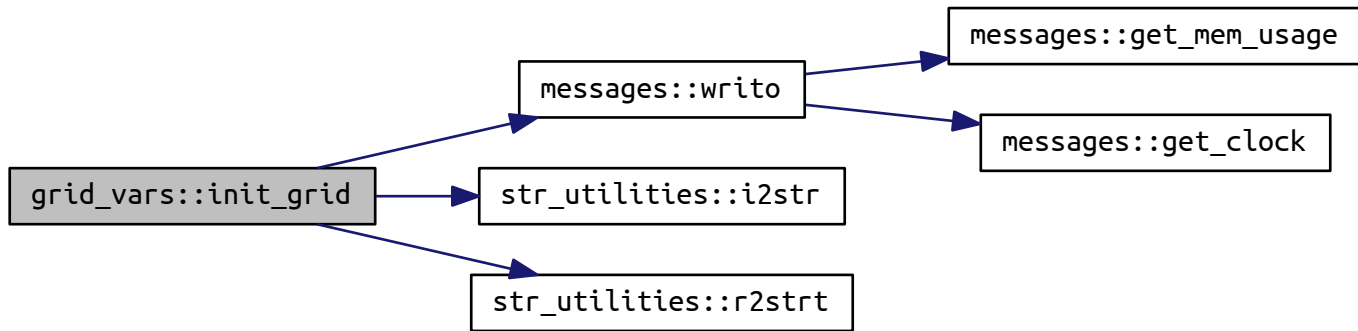 messages::get_mem_usage
messages::writo
messages::get_clock
grid_vars::init_grid
str_utilities::i2str
str_utilities::r2strt